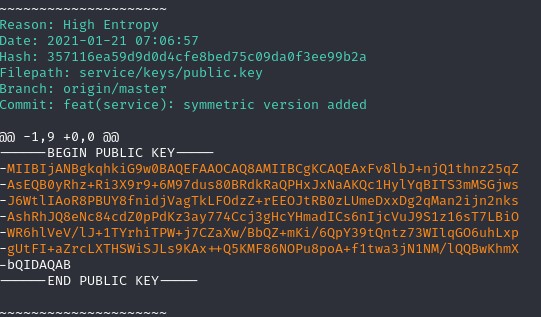 ~~~~~~~~~~~~~~~~~~~~~
Reason: High Entropy
Date: 2021-01-21 07:06:57
Hash: 357116ea59d9d0d4cfe8bed75c09da0f3ee99b2a
Filepath: service/keys/public.key
Branch: origin/master
Commit: feat(service): symmetric version added
@@ -1,9 +0,0 @@
------BEGIN PUBLIC KEY-----
-MIIBIjANBgkqhkiG9w0BAQEFAAOCAQ8AMIIBCgKCAQEAxFv8lbJ+njQ1thnz25qZ
-AsEQB0yRhz+Ri3X9r9+6M97dus80BRdkRaQPHxJxNaAKQc1HylYqBITS3mMSGjws
-J6WtlIAoR8PBUY8fnidjVagTkLFOdzZ+rEEOJtRB0zLUmeDxxDg2qMan2ijn2nks
-AshRhJQ8eNc84cdZ0pPdKz3ay774Ccj3gHcYHmadICs6nIjcVuJ9S1z16sT7LBiO
-WR6hlVeV/lJ+1TYrhiTPW+j7CZaXw/BbQZ+mKi/6QpY39tQntz73WIlqGO6uhLxp
-gUtFI+aZrcLXTHSWiSJLs9KAx++Q5KMF86NOPu8poA+f1twa3jN1NM/lQQBwKhmX
-bQIDAQAB
------END PUBLIC KEY-----
~~~~~~~~~~~~~~~~~~~~~